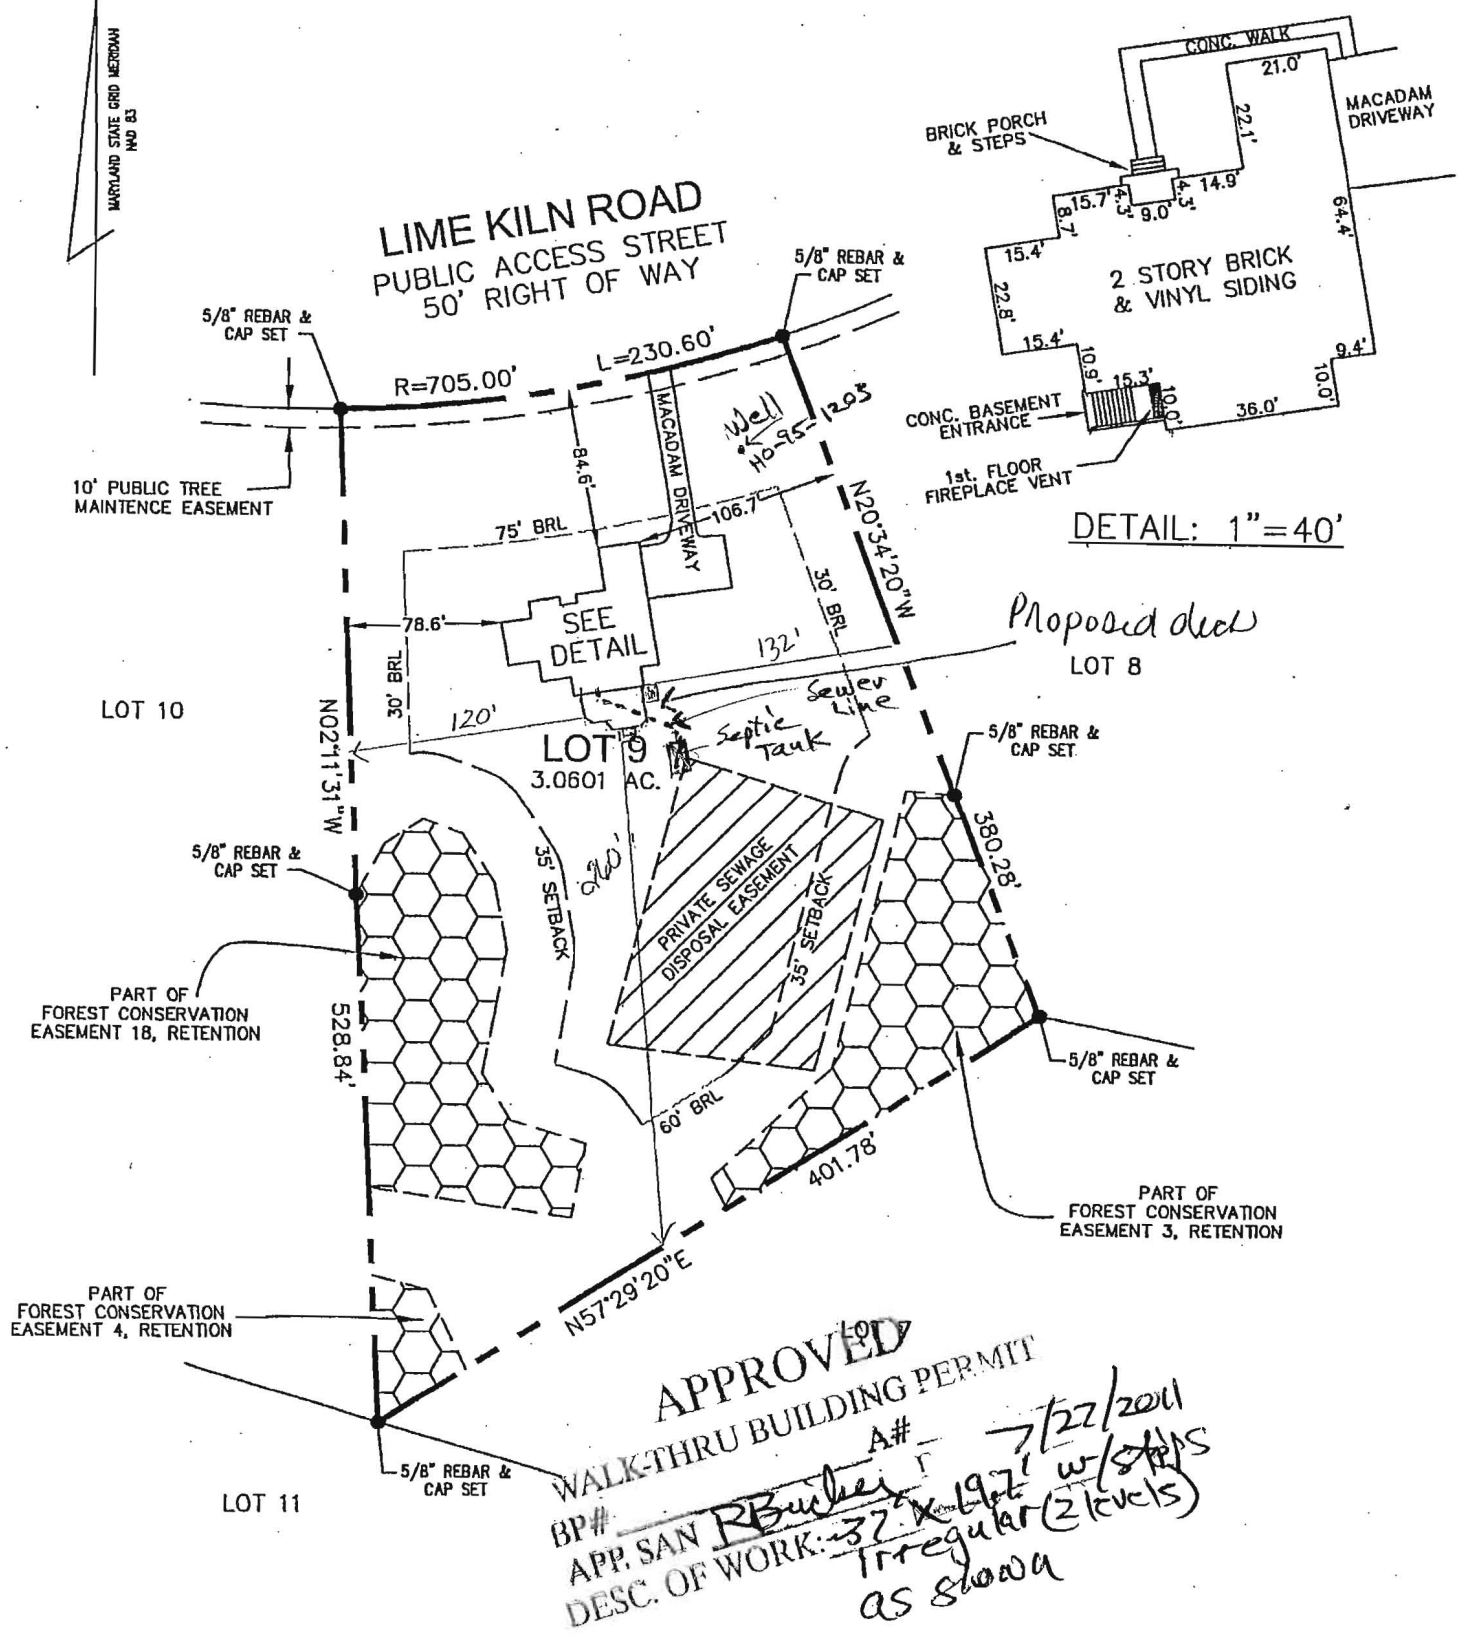 MARYLAND STATE GRID MERIDIAN
NAD 83
LIME KILN ROAD
PUBLIC ACCESS STREET
50' RIGHT OF WAY
5/8" REBAR &
CAP SET
5/8" REBAR &
CAP SET
R=705.00'
L=230.60'
10' PUBLIC TREE
MAINTENCE EASEMENT
84.6'
MACADAM DRIVEWAY
Well
HO-95-1203
75' BRL
106.7'
N20°34'20"W
30' BRL
78.6'
SEE
DETAIL
132'
30' BRL
LOT 10
N02°11'31"W
120'
Sewer
Line
Septic
Tank
LOT 9
3.0601 AC.
Proposed deck
LOT 8
5/8" REBAR &
CAP SET
380.28'
5/8" REBAR &
CAP SET
35' SETBACK
260'
PRIVATE SEWAGE
DISPOSAL EASEMENT
35' SETBACK
PART OF
FOREST CONSERVATION
EASEMENT 18, RETENTION
528.84'
5/8" REBAR &
CAP SET
60' BRL
401.78'
PART OF
FOREST CONSERVATION
EASEMENT 3, RETENTION
N57°29'20"E
PART OF
FOREST CONSERVATION
EASEMENT 4, RETENTION
5/8" REBAR &
CAP SET
LOT 11
CONC. WALK
21.0'
MACADAM
DRIVEWAY
BRICK PORCH
& STEPS
22.1'
14.9'
4.3'
9.0'
4.3'
15.7'
8.7'
15.4'
64.4'
2 STORY BRICK
& VINYL SIDING
22.8'
15.4'
10.9'
15.3'
10.0'
36.0'
10.0'
9.4'
CONC. BASEMENT
ENTRANCE
1st. FLOOR
FIREPLACE VENT
DETAIL: 1"=40'
LOT 7
APPROVED
WALK-THRU BUILDING PERMIT
BP# A# 7/27/2011
APP. SAN
DESC. OF WORK: 37' x 19.2' w/ steps
Irregular (2 levels)
as shown